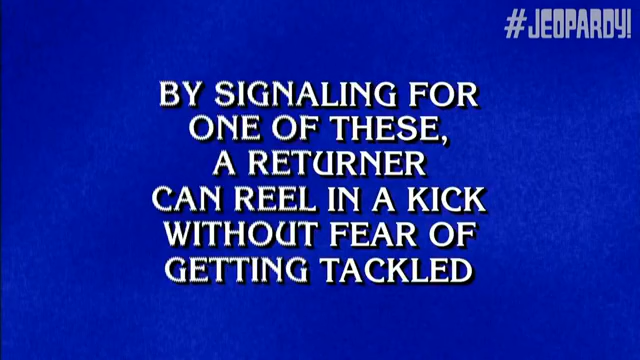 #JEOPARDY!
BY SIGNALING FOR
ONE OF THESE,
A RETURNER
CAN REEL IN A KICK
WITHOUT FEAR OF
GETTING TACKLED